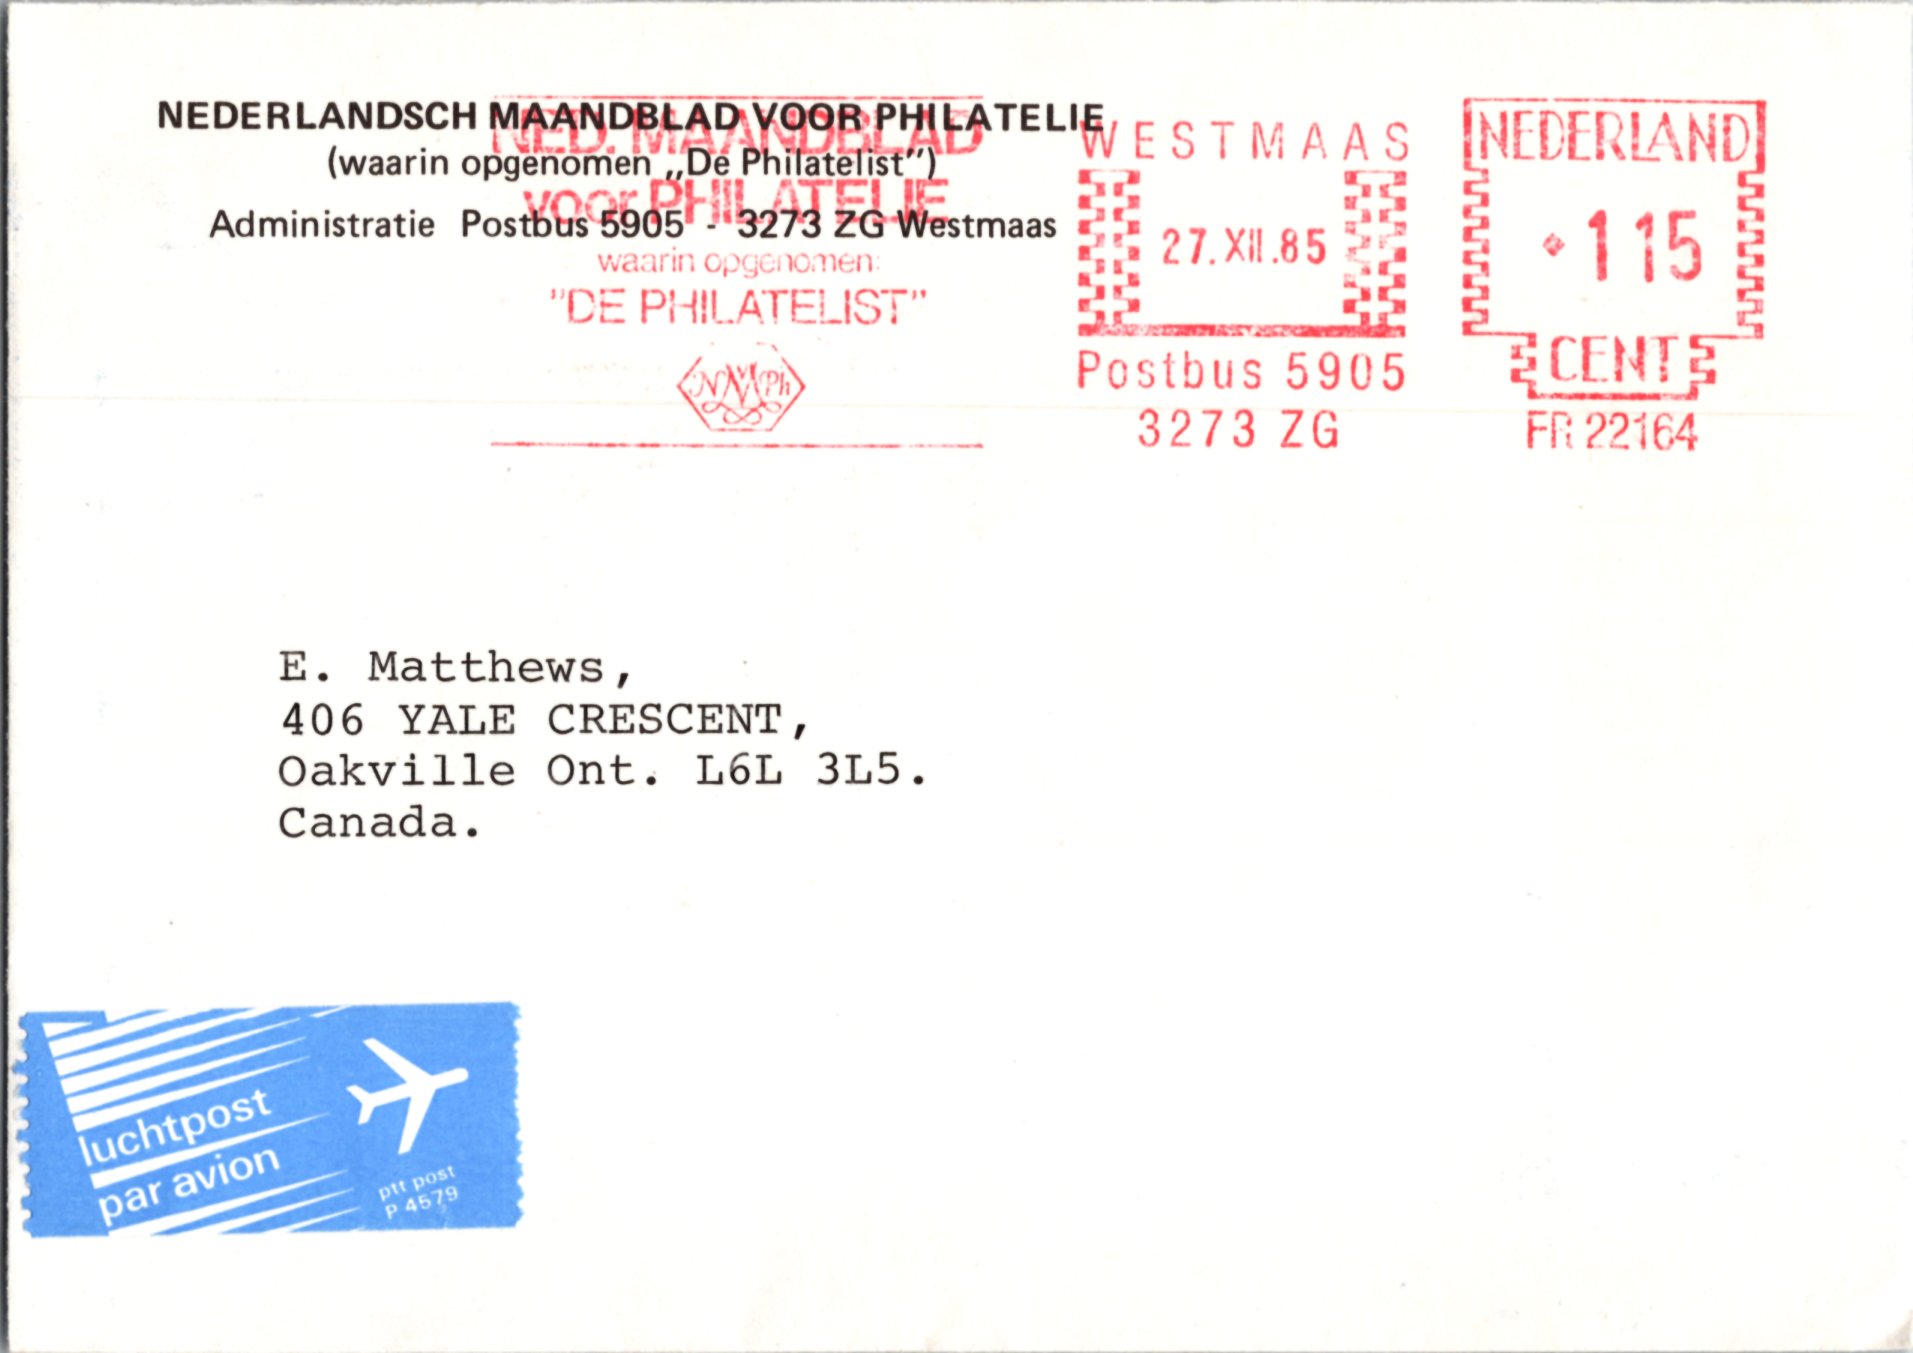 NEDERLANDSCH MAANDBLAD VOOR PHILATELIE
(waarin opgenomen „De Philatelist”)
Administratie Postbus 5905 - 3273 ZG Westmaas
NED. MAANDBLAD
voor PHILATELIE
waarin opgenomen:
"DE PHILATELIST"
NMPh
WESTMAAS
27.XII.85
Postbus 5905
3273 ZG
NEDERLAND
115
CENT
FR 22164
E. Matthews,
406 YALE CRESCENT,
Oakville Ont. L6L 3L5.
Canada.
luchtpost
par avion
ptt post
P 4579